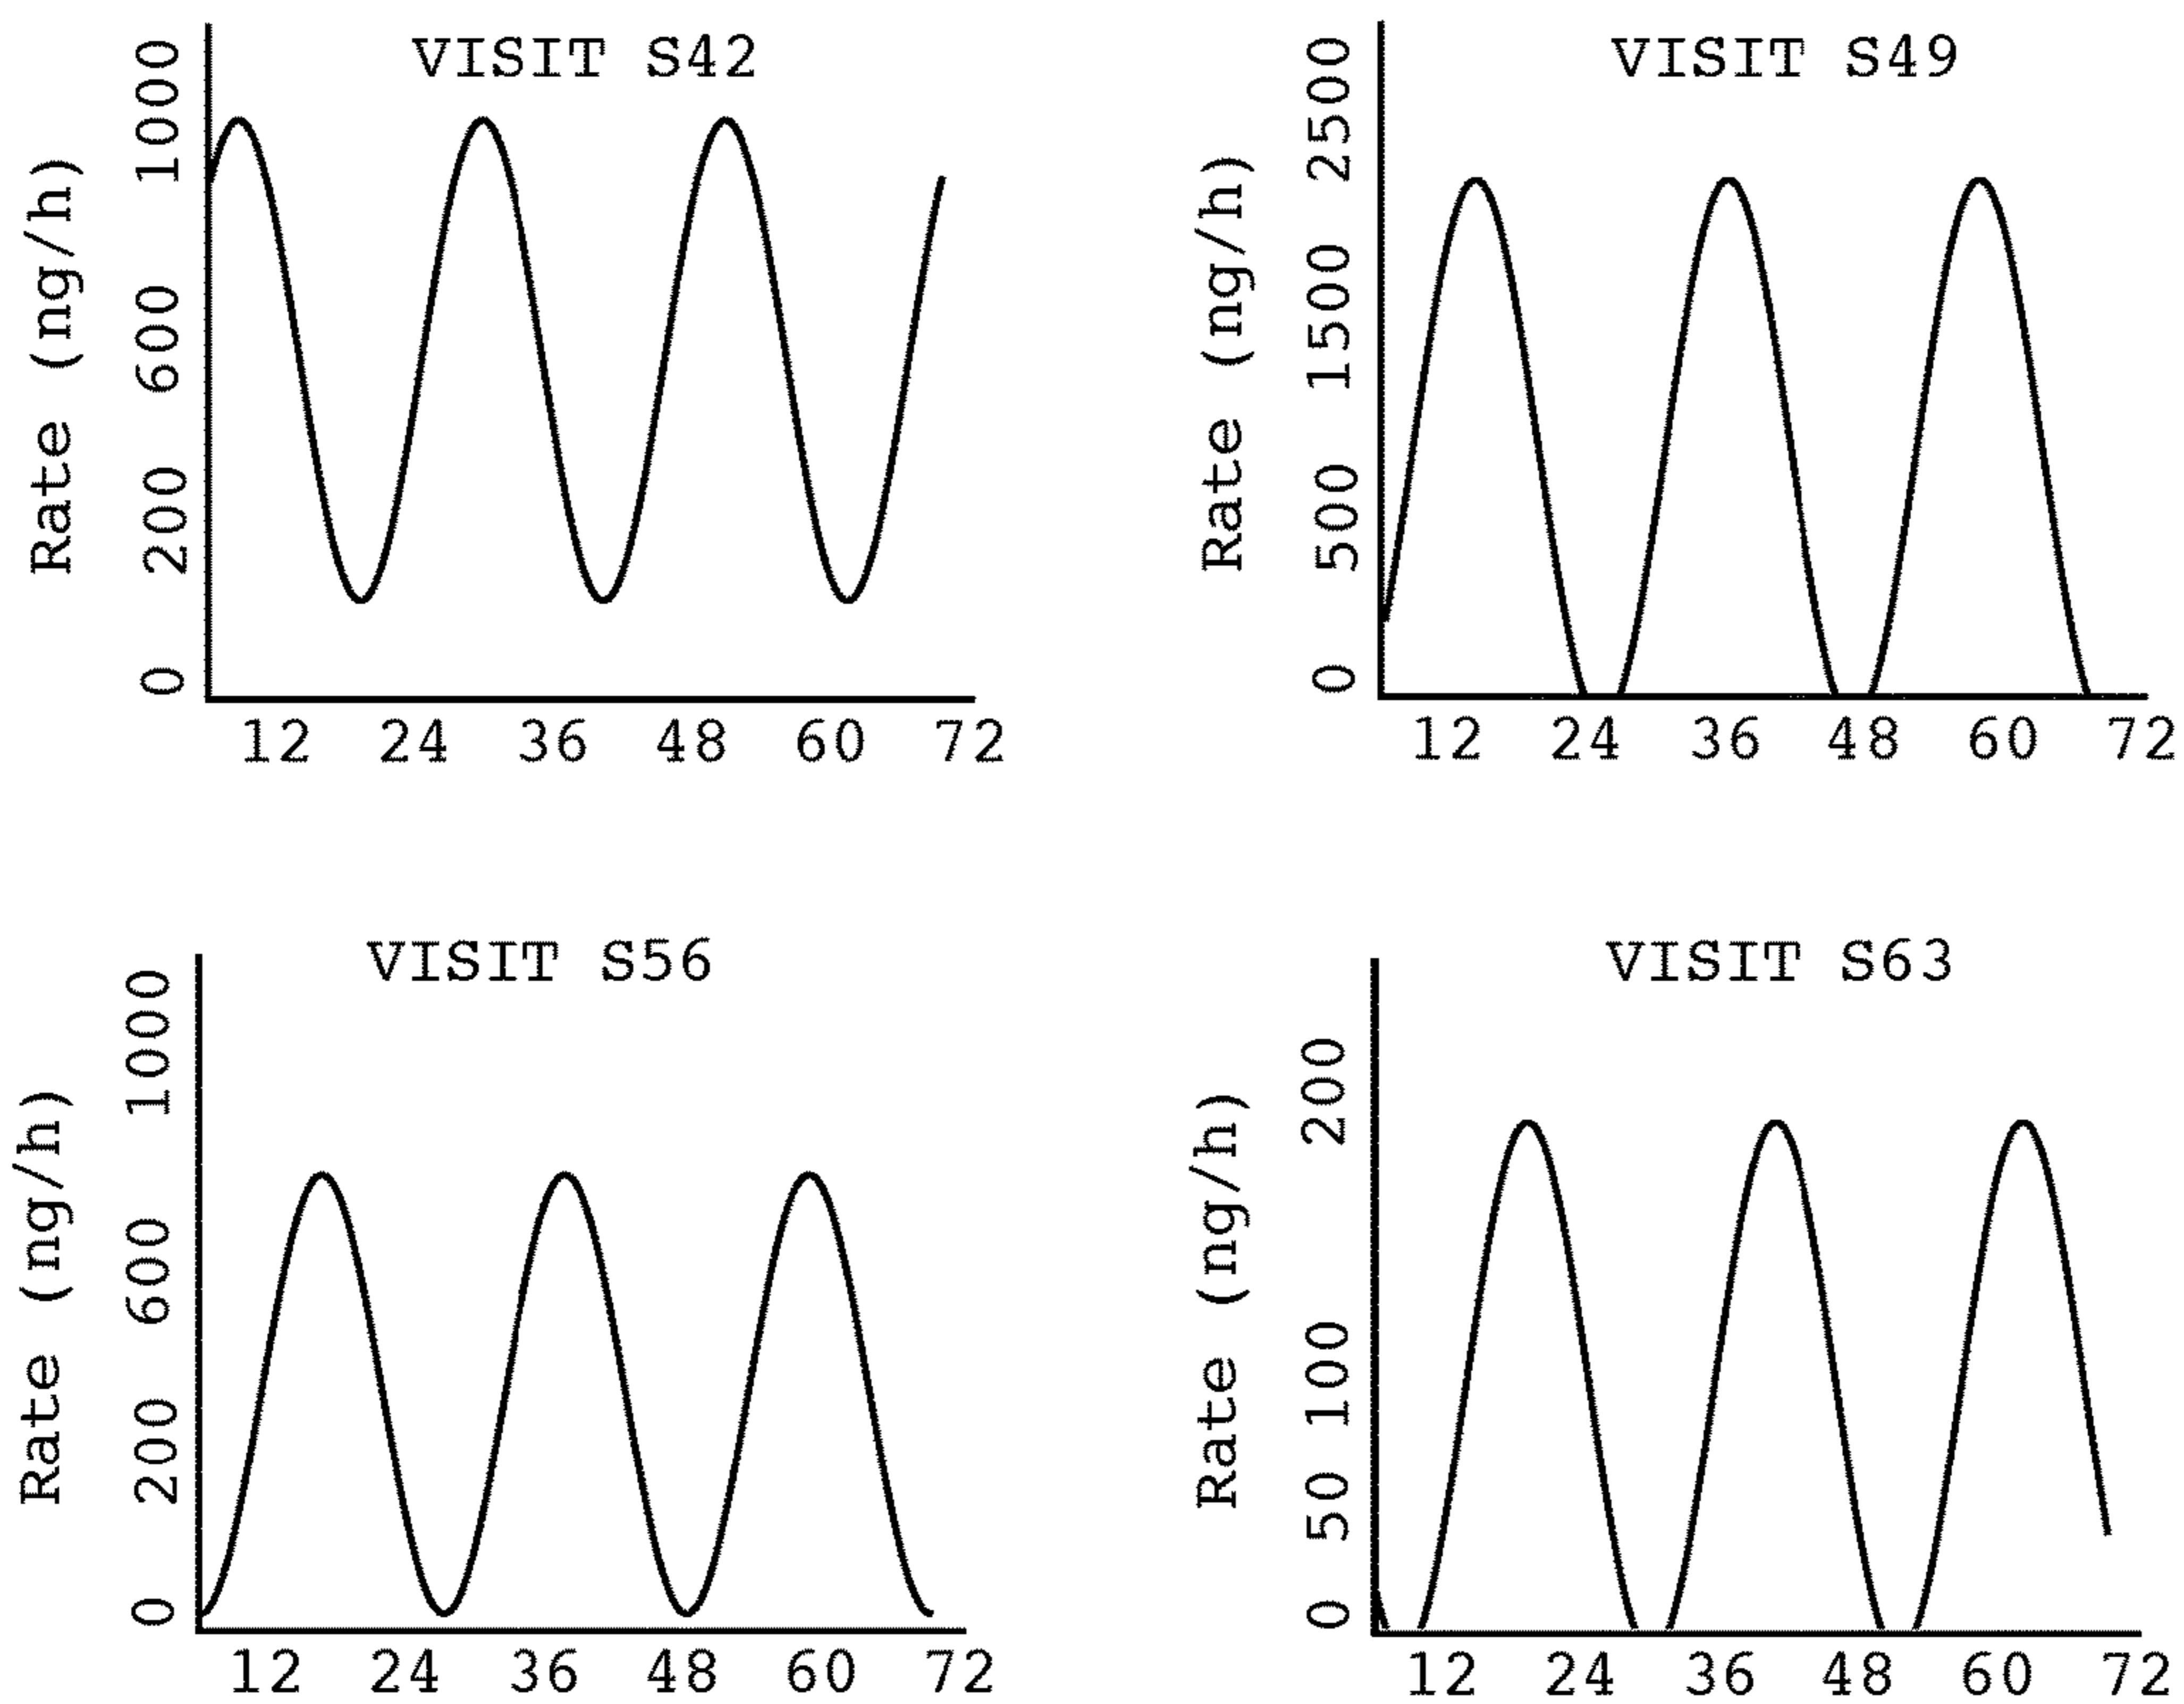 VISIT S42
Rate (ng/h)
1000
600
200
0
12 24 36 48 60 72
VISIT S49
Rate (ng/h)
2500
1500
500
0
12 24 36 48 60 72
VISIT S56
Rate (ng/h)
1000
600
200
0
12 24 36 48 60 72
VISIT S63
Rate (ng/h)
200
100
50
0
12 24 36 48 60 72